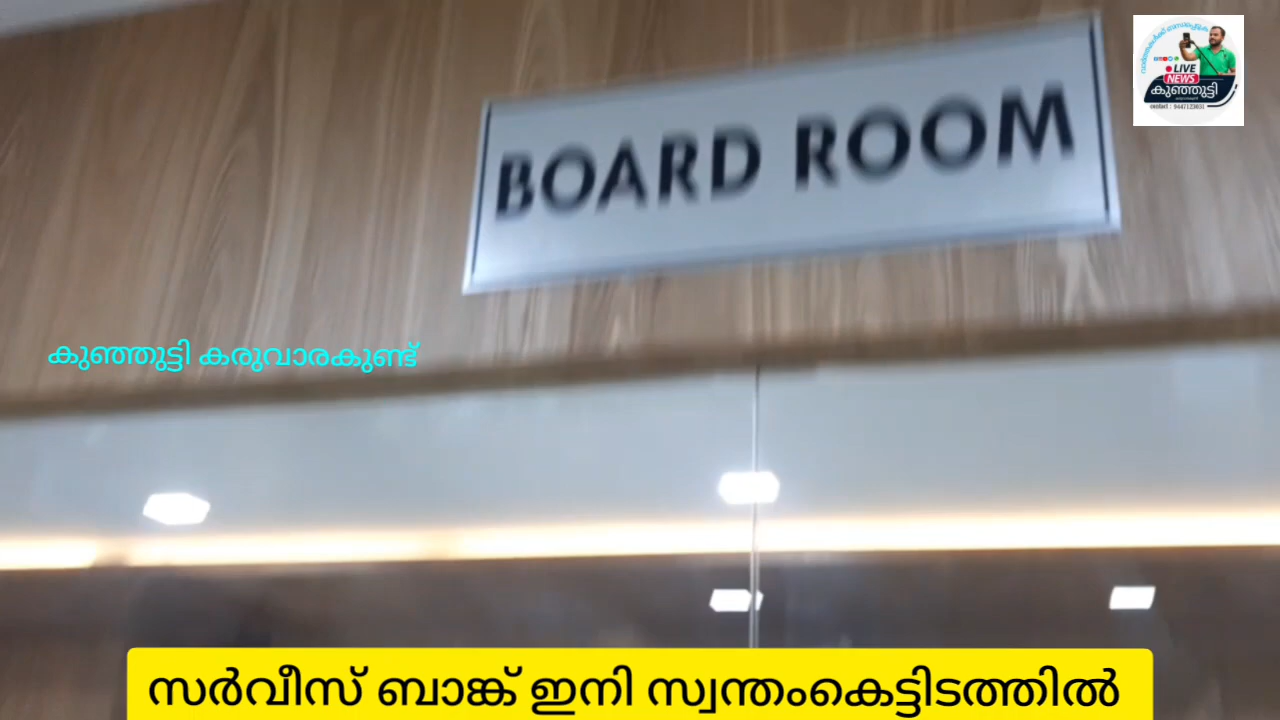 BOARD ROOM
LIVE
NEWS
കുഞ്ഞുട്ടി
കുഞ്ഞുട്ടി കരുവാരകുണ്ട്
സർവീസ് ബാങ്ക് ഇനി സ്വന്തംകെട്ടിടത്തിൽ